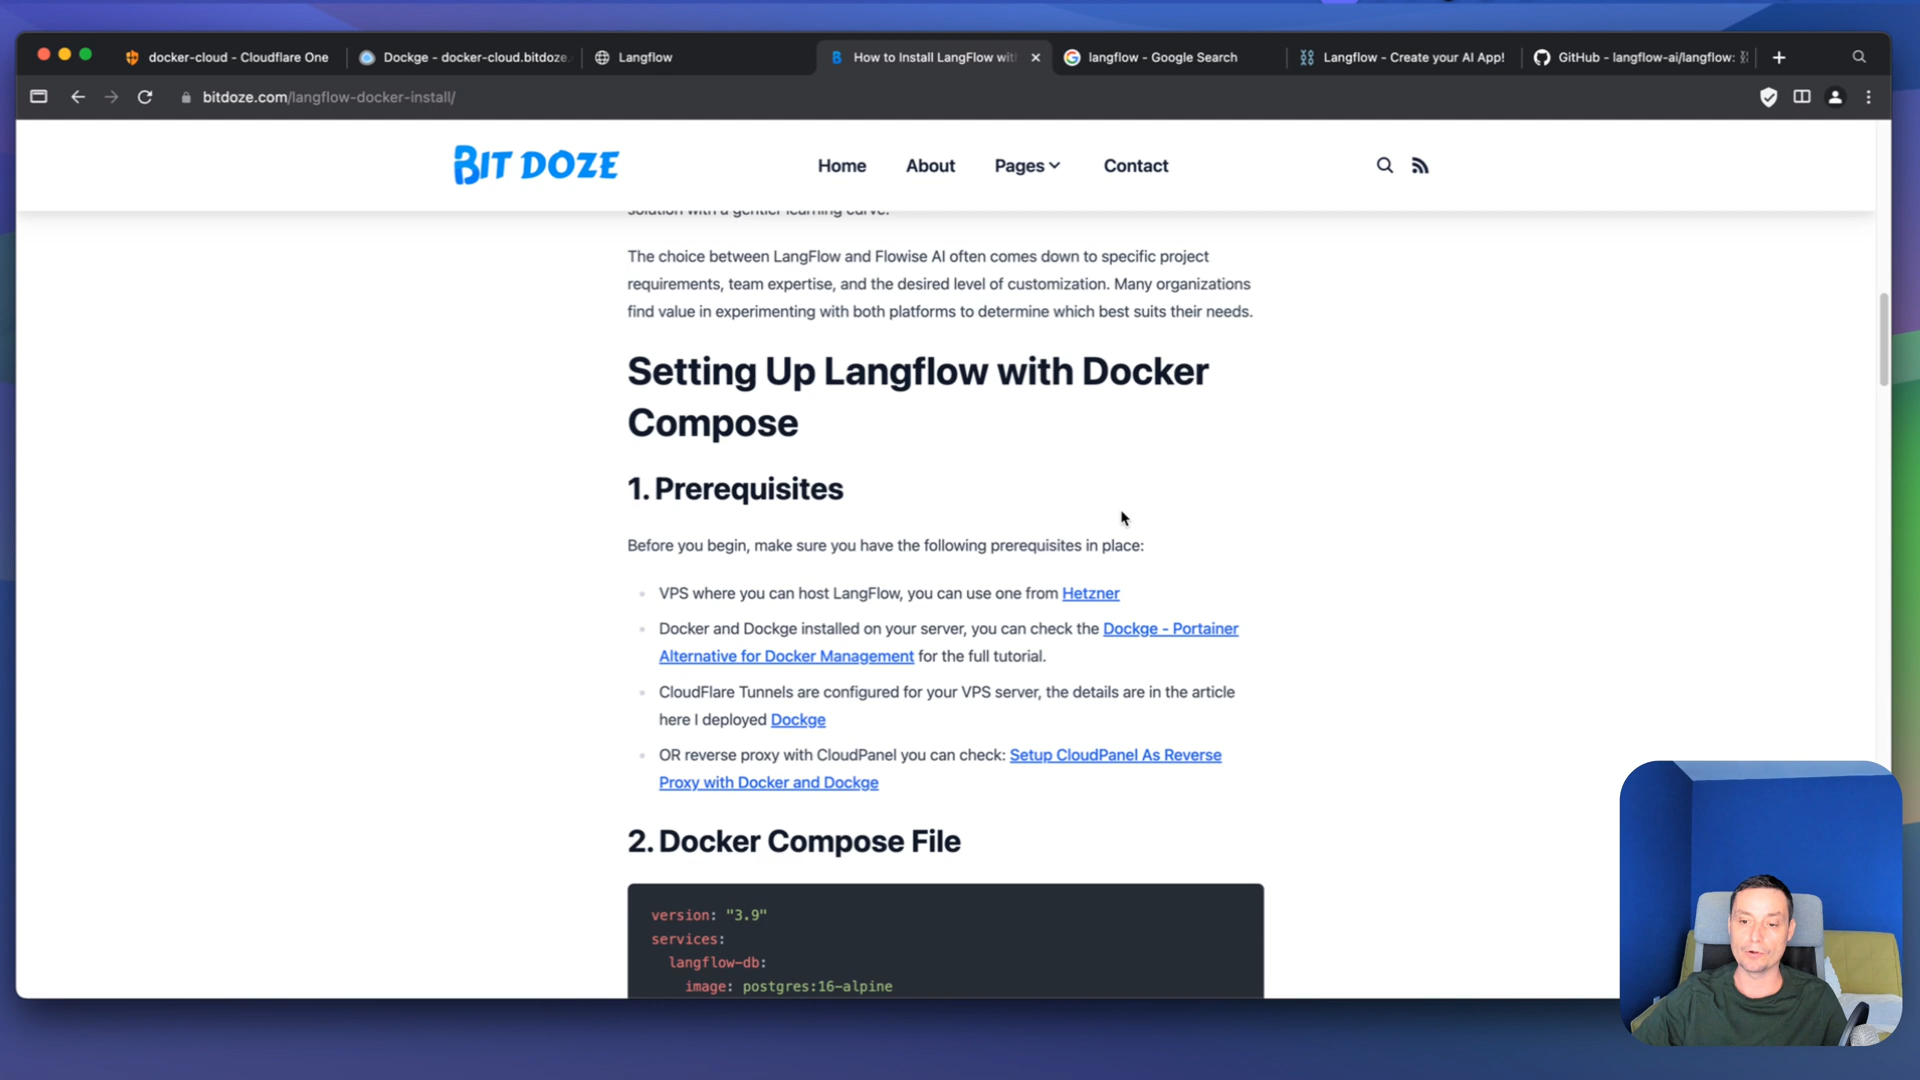 docker-cloud - Cloudflare One
Dockge - docker-cloud.bitdoze.
Langflow
How to Install LangFlow with
langflow - Google Search
Langflow - Create your AI App!
GitHub - langflow-ai/langflow:
bitdoze.com/langflow-docker-install/
BIT DOZE
Home
About
Pages
Contact
solution with a gentler learning curve.
The choice between LangFlow and Flowise AI often comes down to specific project
requirements, team expertise, and the desired level of customization. Many organizations
find value in experimenting with both platforms to determine which best suits their needs.
Setting Up Langflow with Docker
Compose
1. Prerequisites
Before you begin, make sure you have the following prerequisites in place:
VPS where you can host LangFlow, you can use one from Hetzner
Docker and Dockge installed on your server, you can check the Dockge - Portainer
Alternative for Docker Management for the full tutorial.
CloudFlare Tunnels are configured for your VPS server, the details are in the article
here I deployed Dockge
OR reverse proxy with CloudPanel you can check: Setup CloudPanel As Reverse
Proxy with Docker and Dockge
2. Docker Compose File
version: "3.9"
services:
langflow-db:
image: postgres:16-alpine